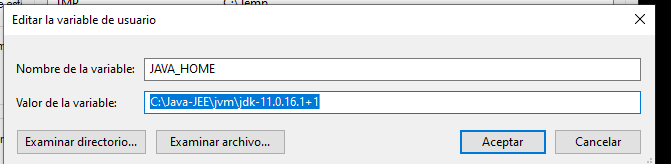 C:\Temp
Editar la variable de usuario
Nombre de la variable: JAVA_HOME
Valor de la variable: C:\Java-JEE\jvm\jdk-11.0.16.1+1
Examinar directorio... Examinar archivo... Aceptar Cancelar